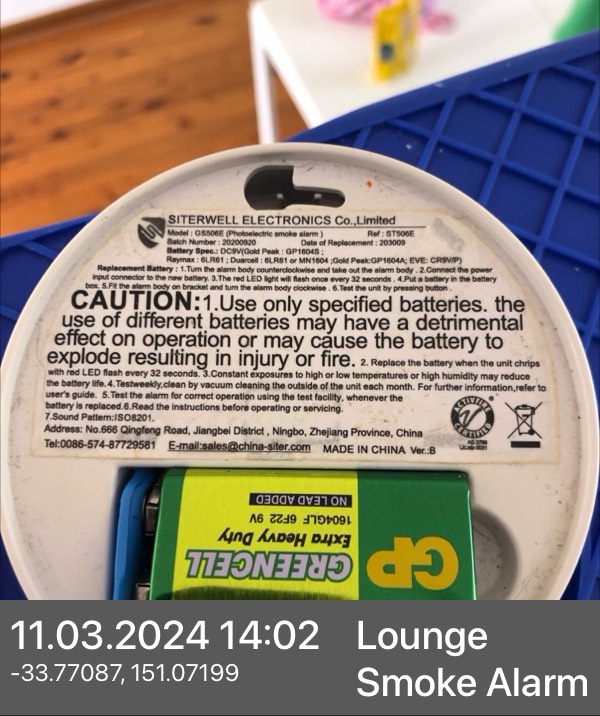 SITERWELL ELECTRONICS Co.,Limited
Model : GS506E (Photoelectric smoke alarm ) Ref : ST506E
Batch Number : 20200920 Date of Replacement : 203009
Battery Spec.: DC9V(Gold Peak : GP1604S ;
Raymax : 6LR61 ; Duarcell : 6LR61 or MN1604 ;Gold Peak:GP1604A; EVE: CR9V/P)
Replacement Battery : 1.Turn the alarm body counterclockwise and take out the alarm body . 2.Connect the power
input connector to the new battery. 3.The red LED light will flash once every 32 seconds . 4.Put a battery in the battery
box. 5.Fit the alarm body on bracket and turn the alarm body clockwise . 6.Test the unit by pressing button .
CAUTION:1.Use only specified batteries. the
use of different batteries may have a detrimental
effect on operation or may cause the battery to
explode resulting in injury or fire. 2. Replace the battery when the unit chrips
with red LED flash every 32 seconds. 3.Constant exposures to high or low temperatures or high humidity may reduce
the battery life. 4.Testweekly,clean by vacuum cleaning the outside of the unit each month. For further information,refer to
user's guide. 5.Test the alarm for correct operation using the test facility, whenever the
battery is replaced.6.Read the instructions before operating or servicing.
7.Sound Pattern:ISO8201.
Address: No.666 Qingfeng Road, Jiangbei District , Ningbo, Zhejiang Province, China
Tel:0086-574-87729581 E-mail:sales@china-siter.com MADE IN CHINA Ver.:B
ACTIVFIRE
CERTIFIED
AS 3786
GP
GREENCELL
Extra Heavy Duty
1604GLF 6F22 9V
NO LEAD ADDED
11.03.2024 14:02
-33.77087, 151.07199
Lounge
Smoke Alarm